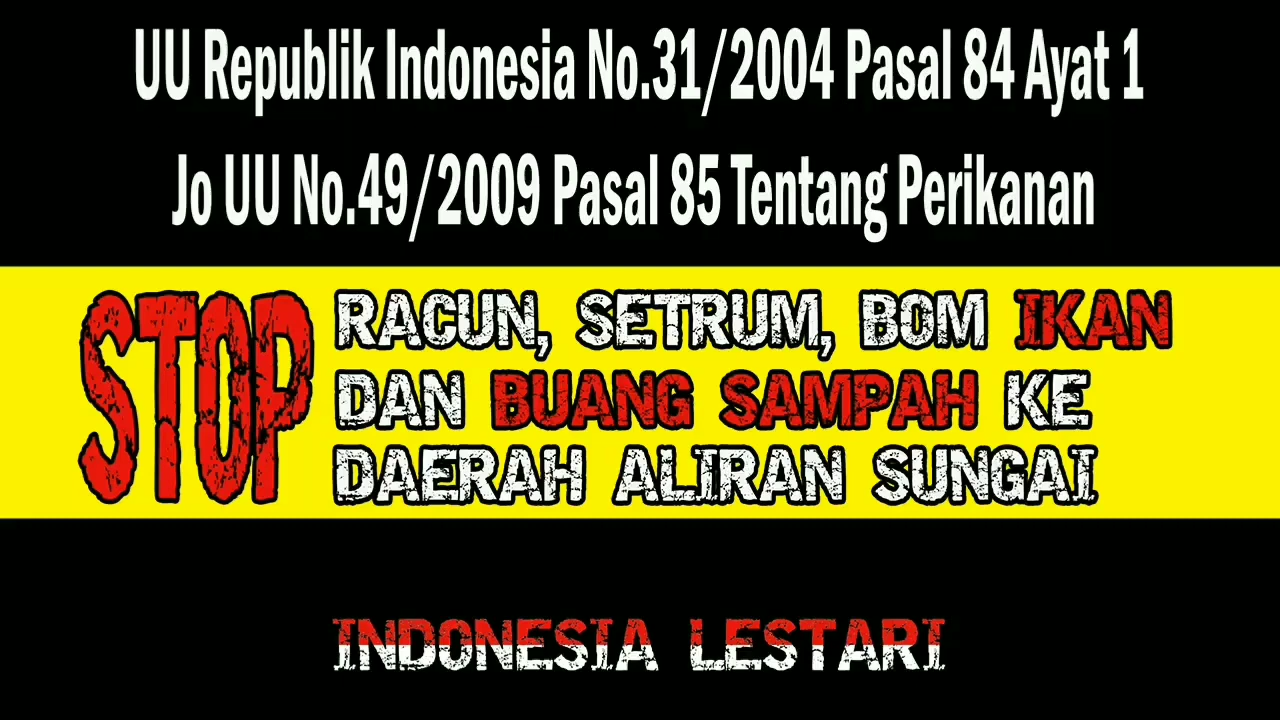 UU Republik Indonesia No.31/2004 Pasal 84 Ayat 1
Jo UU No.49/2009 Pasal 85 Tentang Perikanan
STOP
RACUN, SETRUM, BOM IKAN
DAN BUANG SAMPAH KE
DAERAH ALIRAN SUNGAI
INDONESIA LESTARI